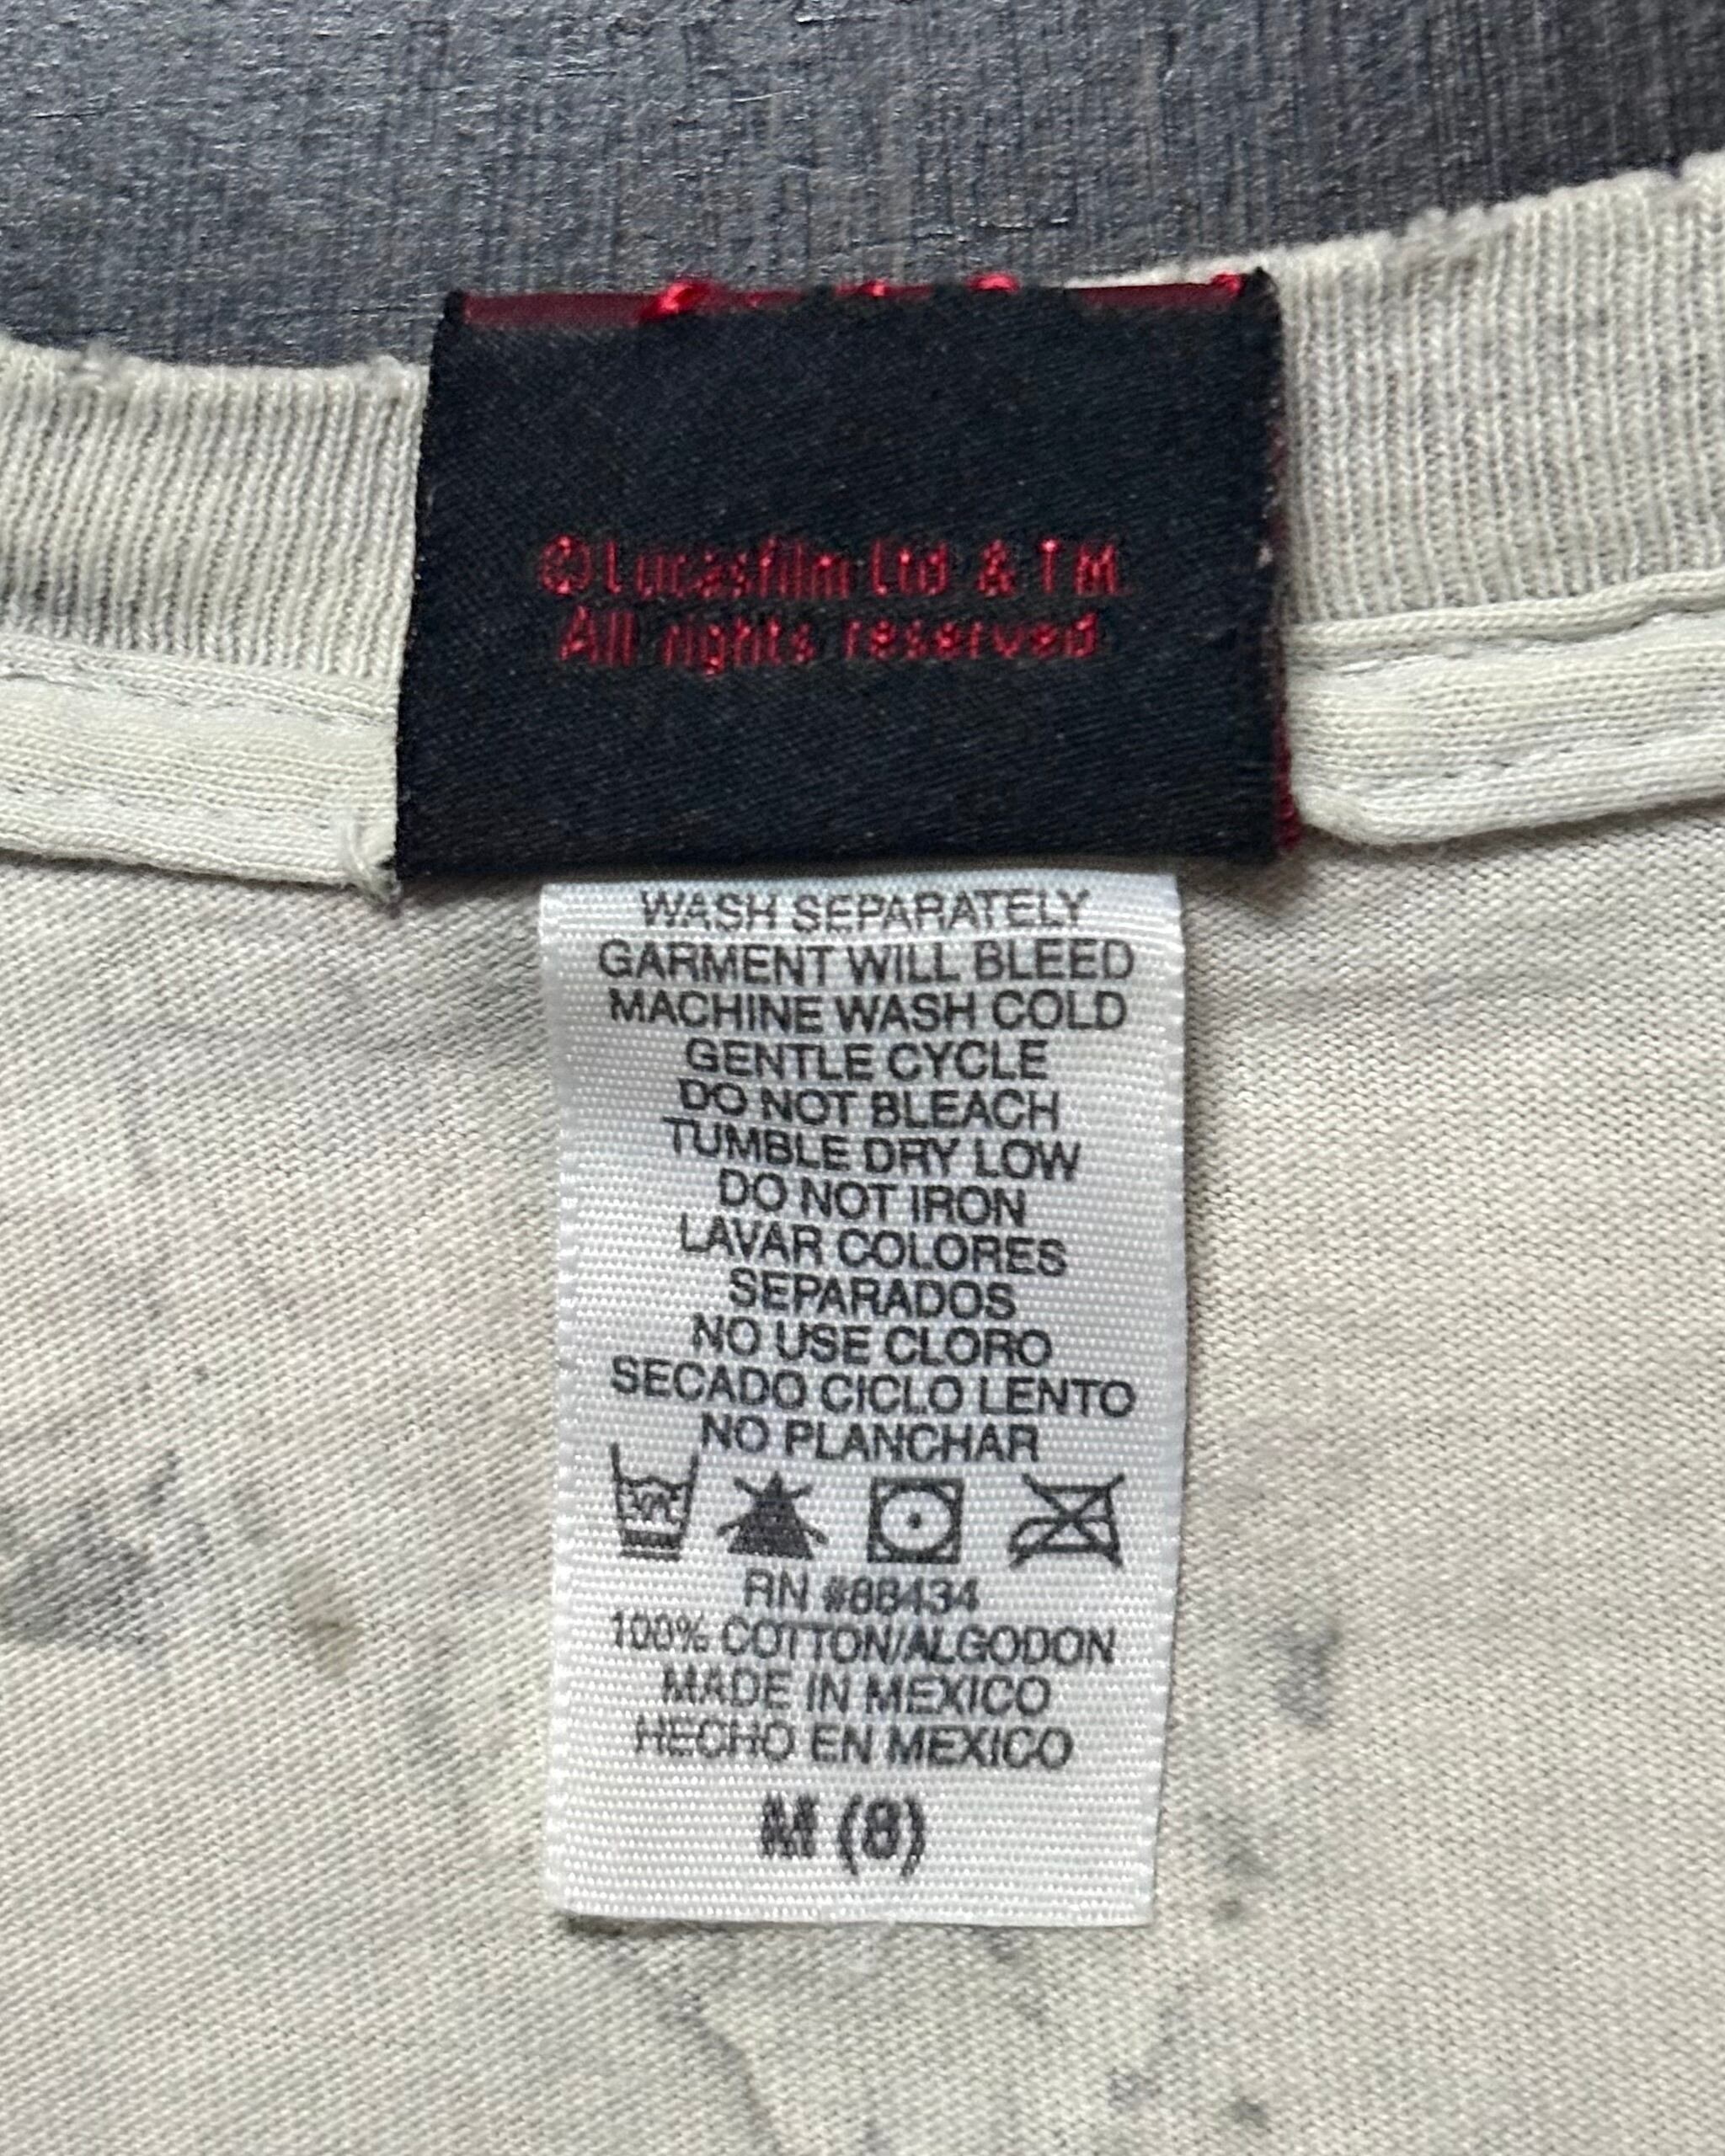 ©Lucasfilm Ltd & TM.
All rights reserved.
WASH SEPARATELY
GARMENT WILL BLEED
MACHINE WASH COLD
GENTLE CYCLE
DO NOT BLEACH
TUMBLE DRY LOW
DO NOT IRON
LAVAR COLORES
SEPARADOS
NO USE CLORO
SECADO CICLO LENTO
NO PLANCHAR
RN #88434
100% COTTON/ALGODON
MADE IN MEXICO
HECHO EN MEXICO
M (8)